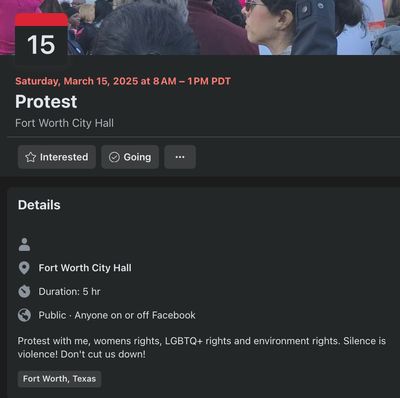 15
Saturday, March 15, 2025 at 8 AM – 1 PM PDT
Protest
Fort Worth City Hall
Interested
Going
Details
Fort Worth City Hall
Duration: 5 hr
Public · Anyone on or off Facebook
Protest with me, womens rights, LGBTQ+ rights and environment rights. Silence is
violence! Don't cut us down!
Fort Worth, Texas